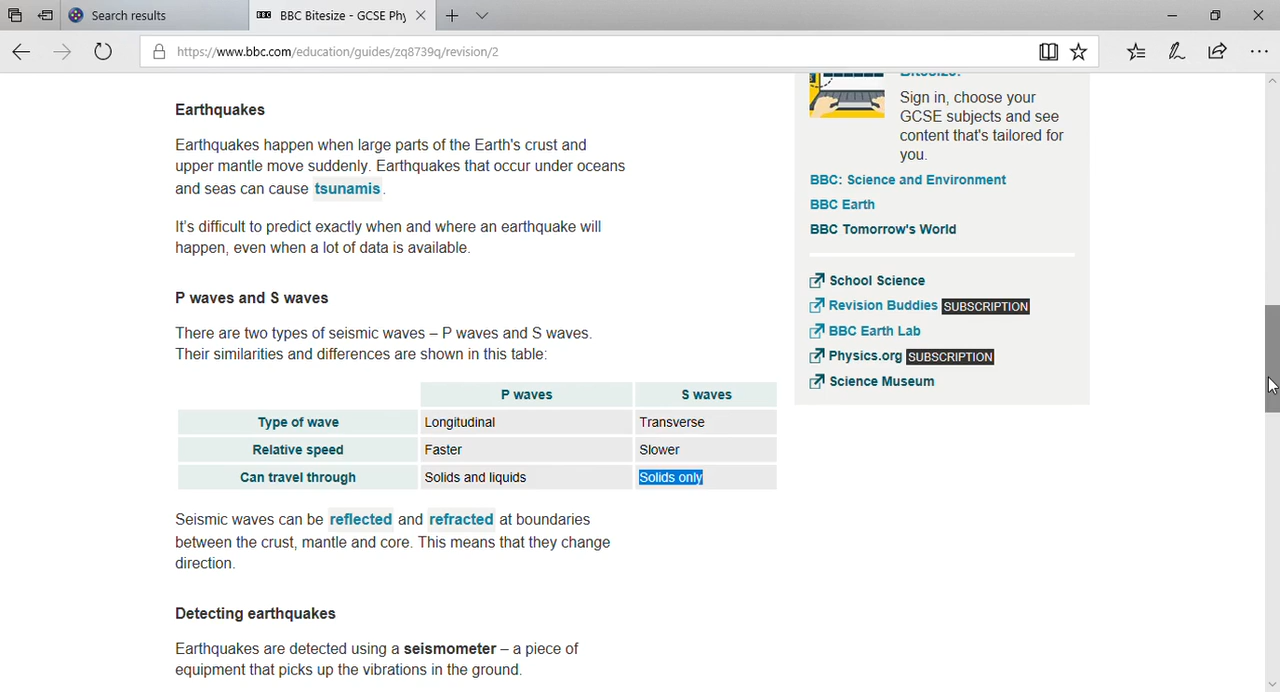 Search results
BBC Bitesize - GCSE Phy
https://www.bbc.com/education/guides/zq8739q/revision/2
Earthquakes
Earthquakes happen when large parts of the Earth's crust and
upper mantle move suddenly. Earthquakes that occur under oceans
and seas can cause tsunamis.
It's difficult to predict exactly when and where an earthquake will
happen, even when a lot of data is available.
P waves and S waves
There are two types of seismic waves – P waves and S waves.
Their similarities and differences are shown in this table:
P waves S waves
Type of wave Longitudinal Transverse
Relative speed Faster Slower
Can travel through Solids and liquids Solids only
Seismic waves can be reflected and refracted at boundaries
between the crust, mantle and core. This means that they change
direction.
Detecting earthquakes
Earthquakes are detected using a seismometer – a piece of
equipment that picks up the vibrations in the ground.
Bitesize.
Sign in, choose your
GCSE subjects and see
content that's tailored for
you.
BBC: Science and Environment
BBC Earth
BBC Tomorrow's World
School Science
Revision Buddies SUBSCRIPTION
BBC Earth Lab
Physics.org SUBSCRIPTION
Science Museum